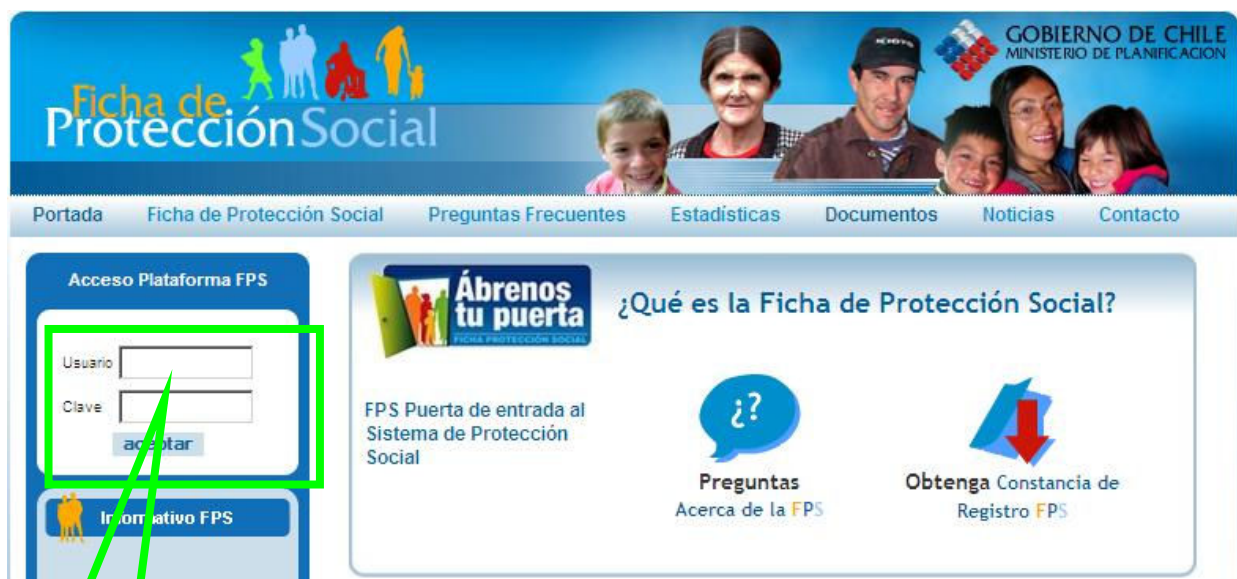 GOBIERNO DE CHILE
MINISTERIO DE PLANIFICACION
Ficha de
Protección Social
Portada Ficha de Protección Social Preguntas Frecuentes Estadísticas Documentos Noticias Contacto
Acceso Plataforma FPS
Usuario
Clave
aceptar
Informativo FPS
Ábrenos
tu puerta
FICHA PROTECCIÓN SOCIAL
¿Qué es la Ficha de Protección Social?
FPS Puerta de entrada al
Sistema de Protección
Social
¿?
Preguntas
Acerca de la FPS
Obtenga Constancia de
Registro FPS